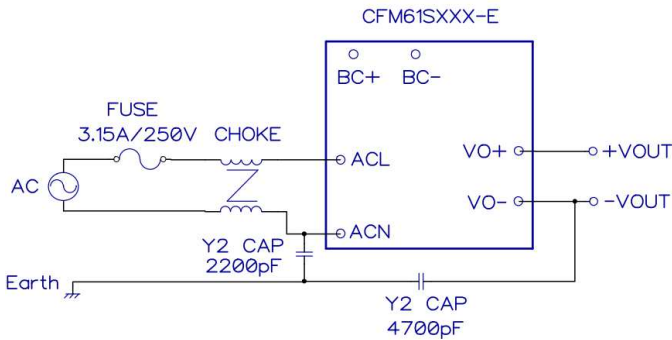 CFM61SXXX-E
BC+ BC-
FUSE
3.15A/250V CHOKE
ACL
VO+
+VOUT
AC
VO-
-VOUT
ACN
Y2 CAP
2200pF
Earth
Y2 CAP
4700pF